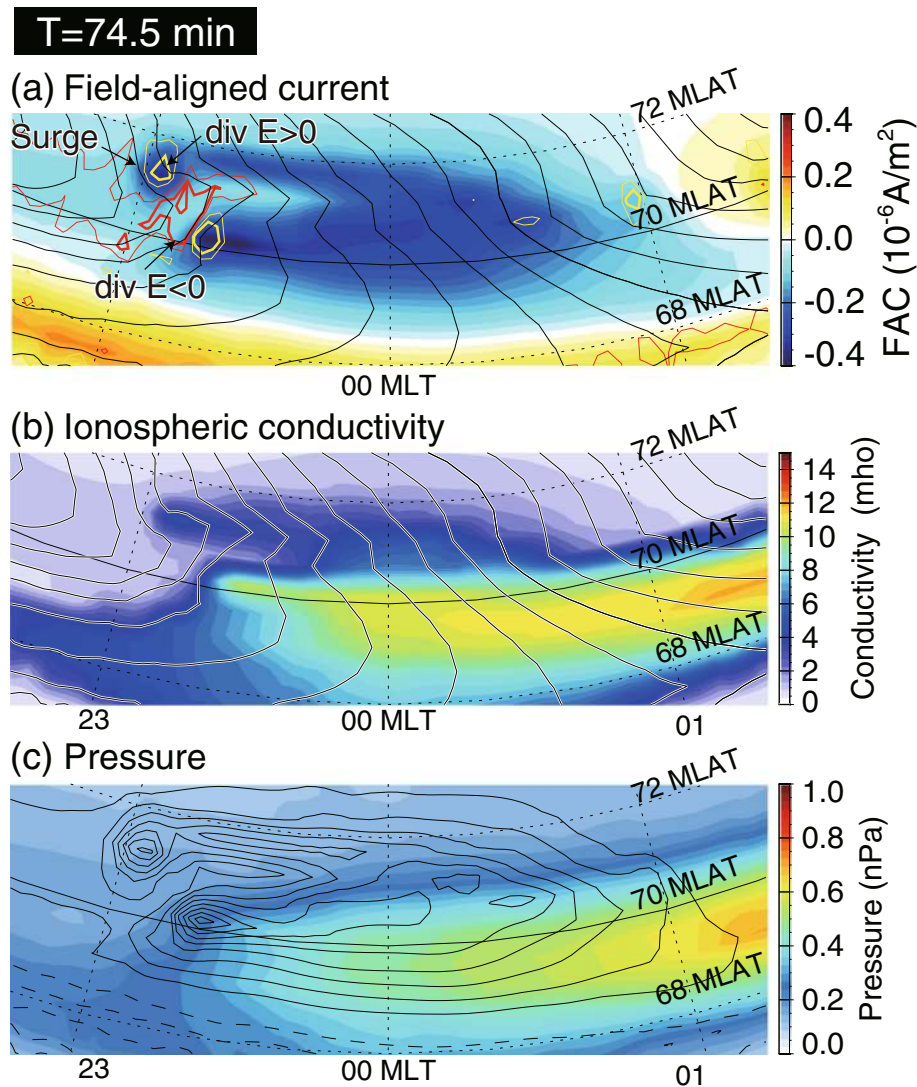 T=74.5 min
(a) Field-aligned current
72 MLAT
Surge
div E>0
70 MLAT
div E<0
68 MLAT
00 MLT
0.4
0.2
0.0
-0.2
-0.4
FAC (10⁻⁶A/m²)
(b) Ionospheric conductivity
72 MLAT
70 MLAT
68 MLAT
23
00 MLT
01
14
12
10
8
6
4
2
0
Conductivity (mho)
(c) Pressure
72 MLAT
70 MLAT
68 MLAT
23
00 MLT
01
1.0
0.8
0.6
0.4
0.2
0.0
Pressure (nPa)